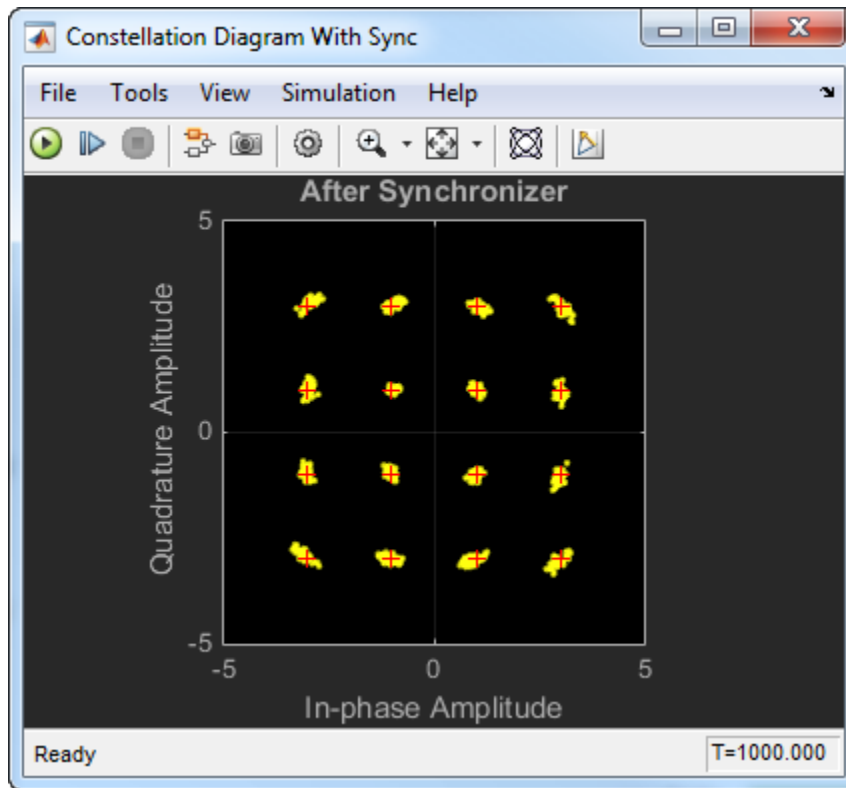 Constellation Diagram With Sync
File Tools View Simulation Help
After Synchronizer
5
Quadrature Amplitude
0
-5
-5 0 5
In-phase Amplitude
Ready T=1000.000